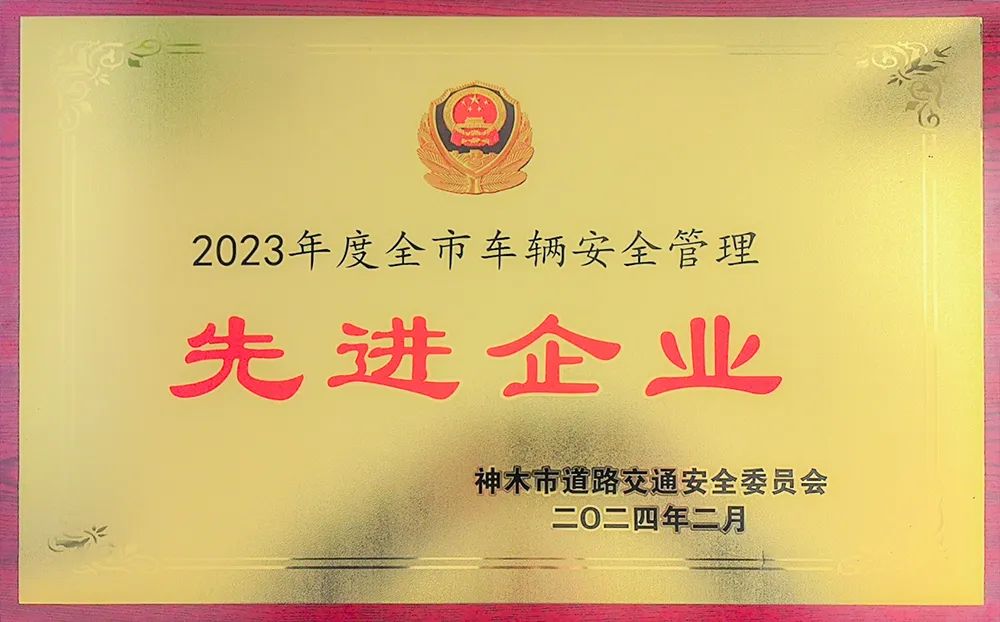 2023年度全市车辆安全管理
先进企业
神木市道路交通安全委员会
二〇二四年二月